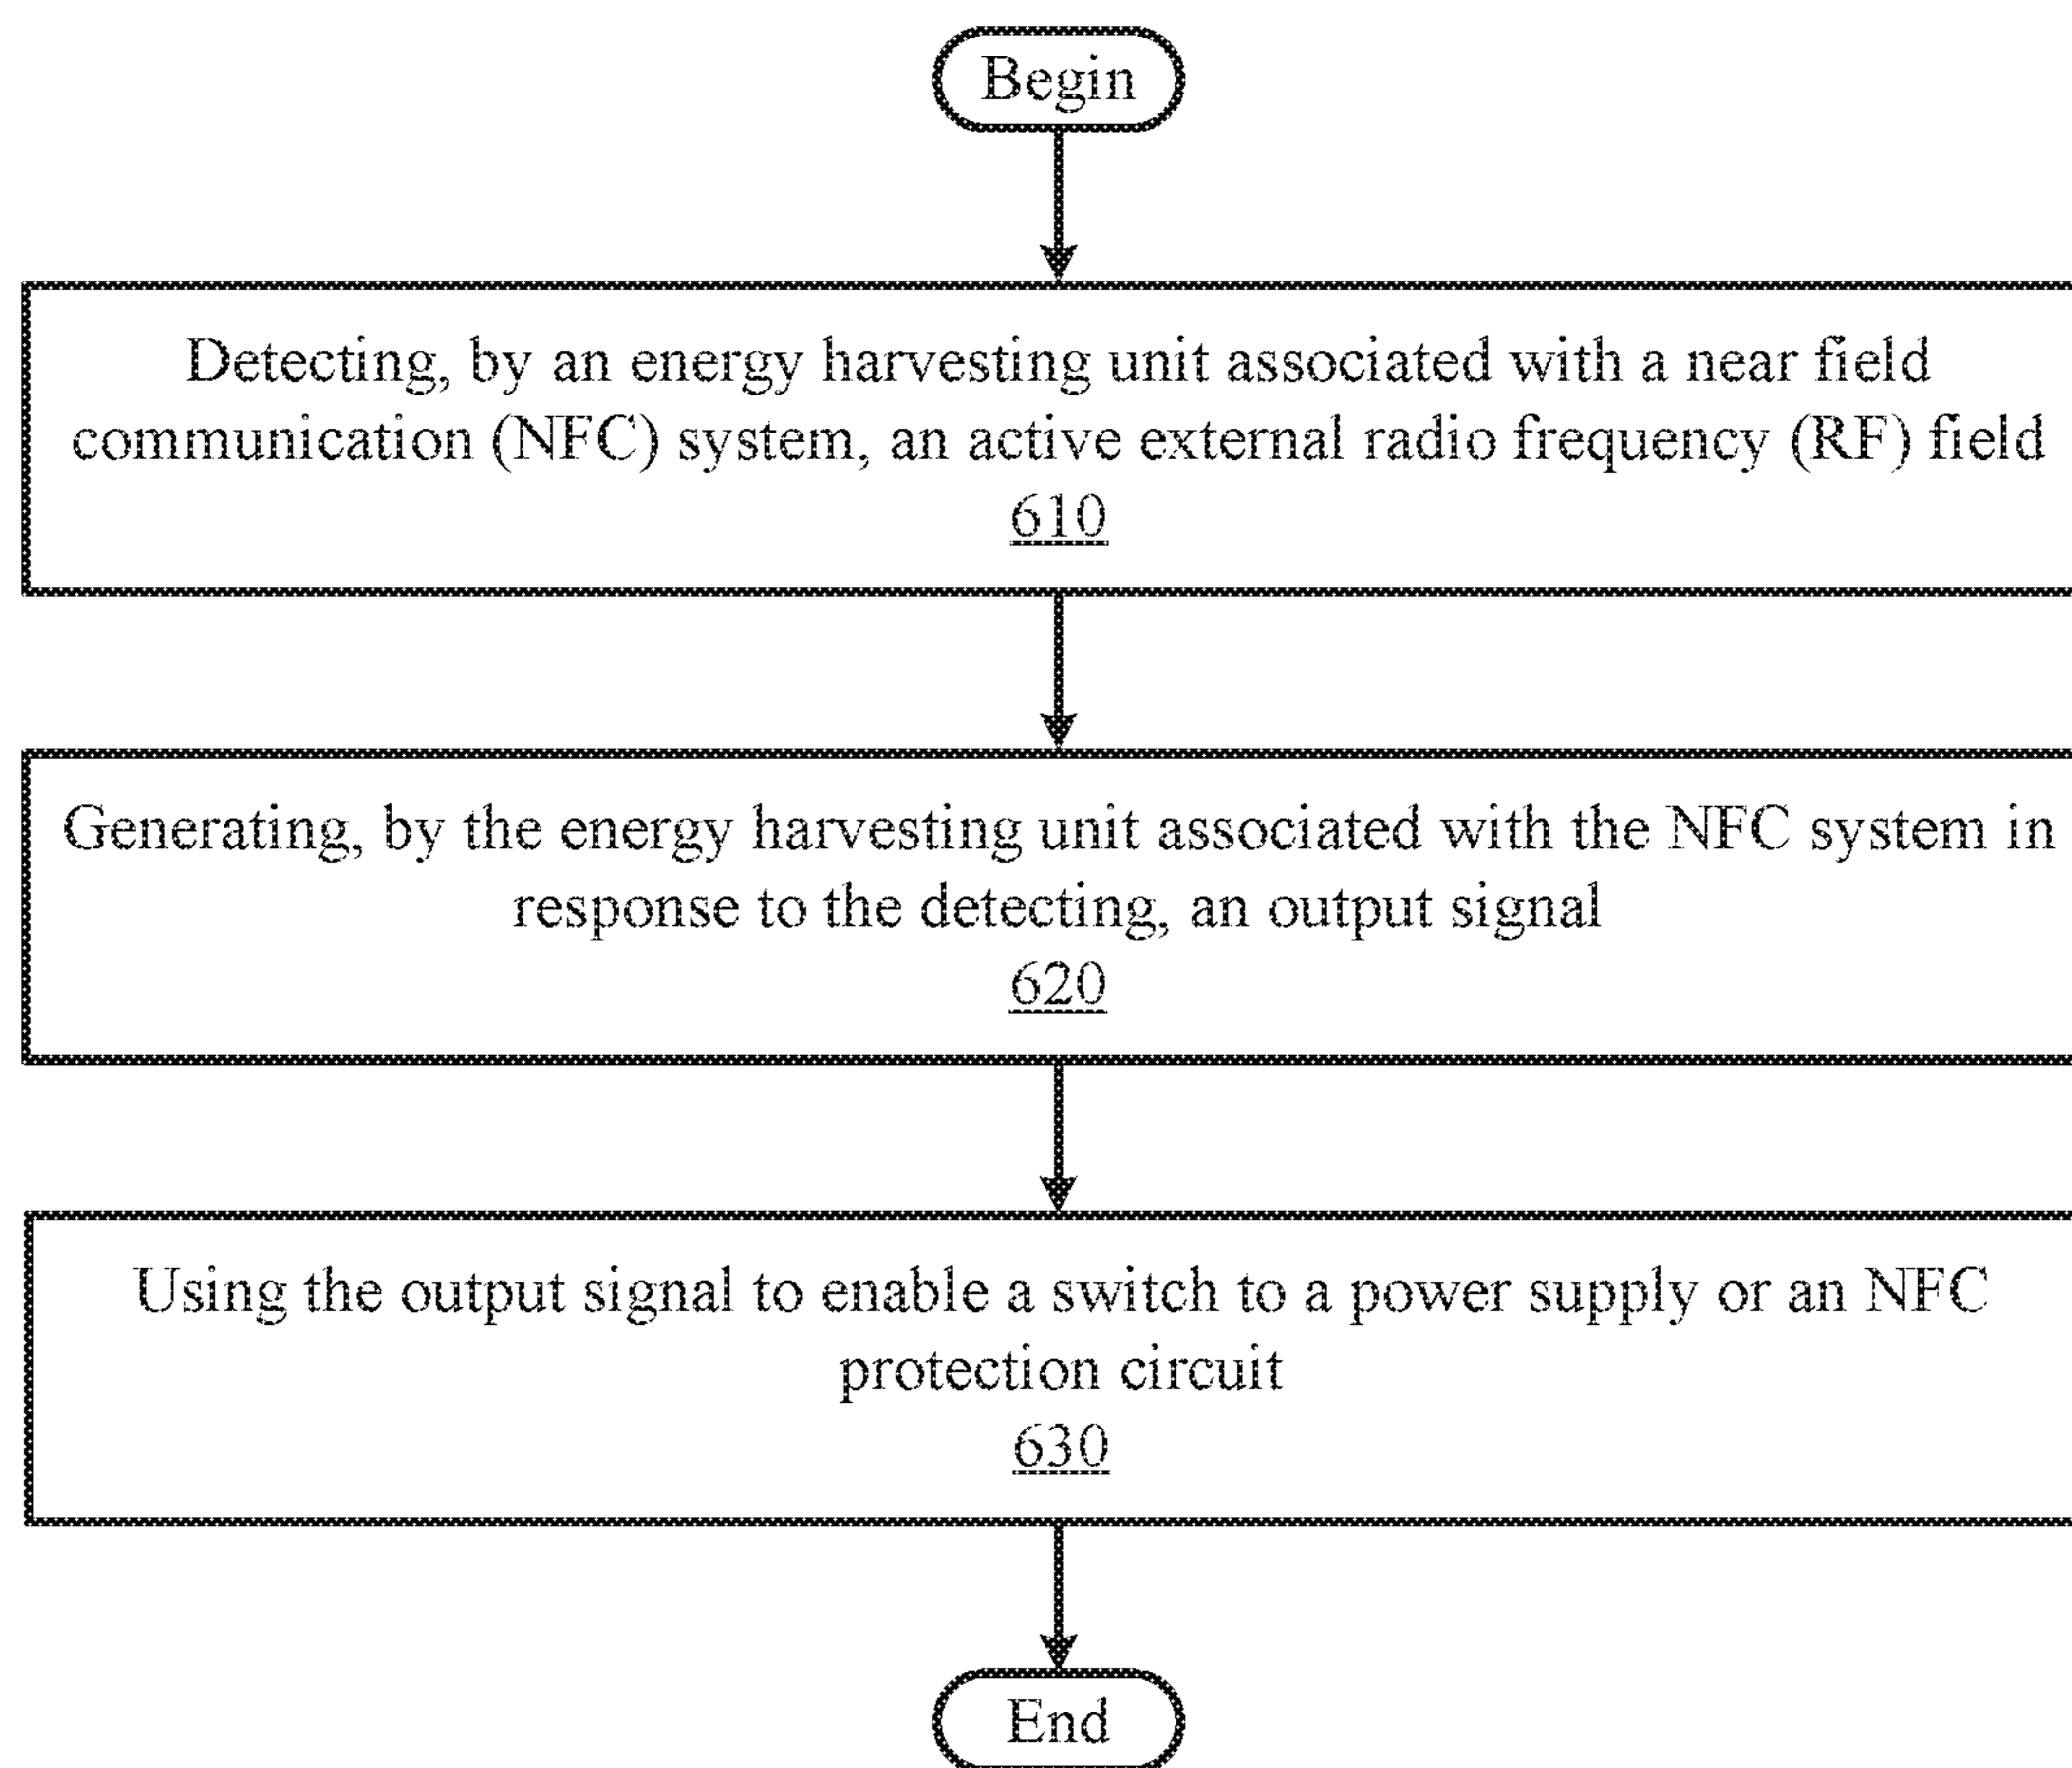 Begin
Detecting, by an energy harvesting unit associated with a near field
communication (NFC) system, an active external radio frequency (RF) field
610
Generating, by the energy harvesting unit associated with the NFC system in
response to the detecting, an output signal
620
Using the output signal to enable a switch to a power supply or an NFC
protection circuit
630
End